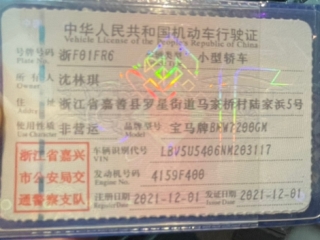 中华人民共和国机动车行驶证
Vehicle License of the People's Republic of China
号牌号码 浙F01FR6 车辆类型 小型轿车
Plate No.
所有人 沈林琪
Owner
住址 浙江省嘉善县罗星街道马家桥村陆家浜5号
使用性质 非营运 品牌型号 宝马牌BMW7200GM
Use Character
浙江省嘉兴 车辆识别代号 LBV5U5406NM203117
VIN
市公安局交 发动机号码 4159F400
Engine No.
通警察支队 注册日期 2021-12-01 发证日期 2021-12-01
Register Date Issue Date